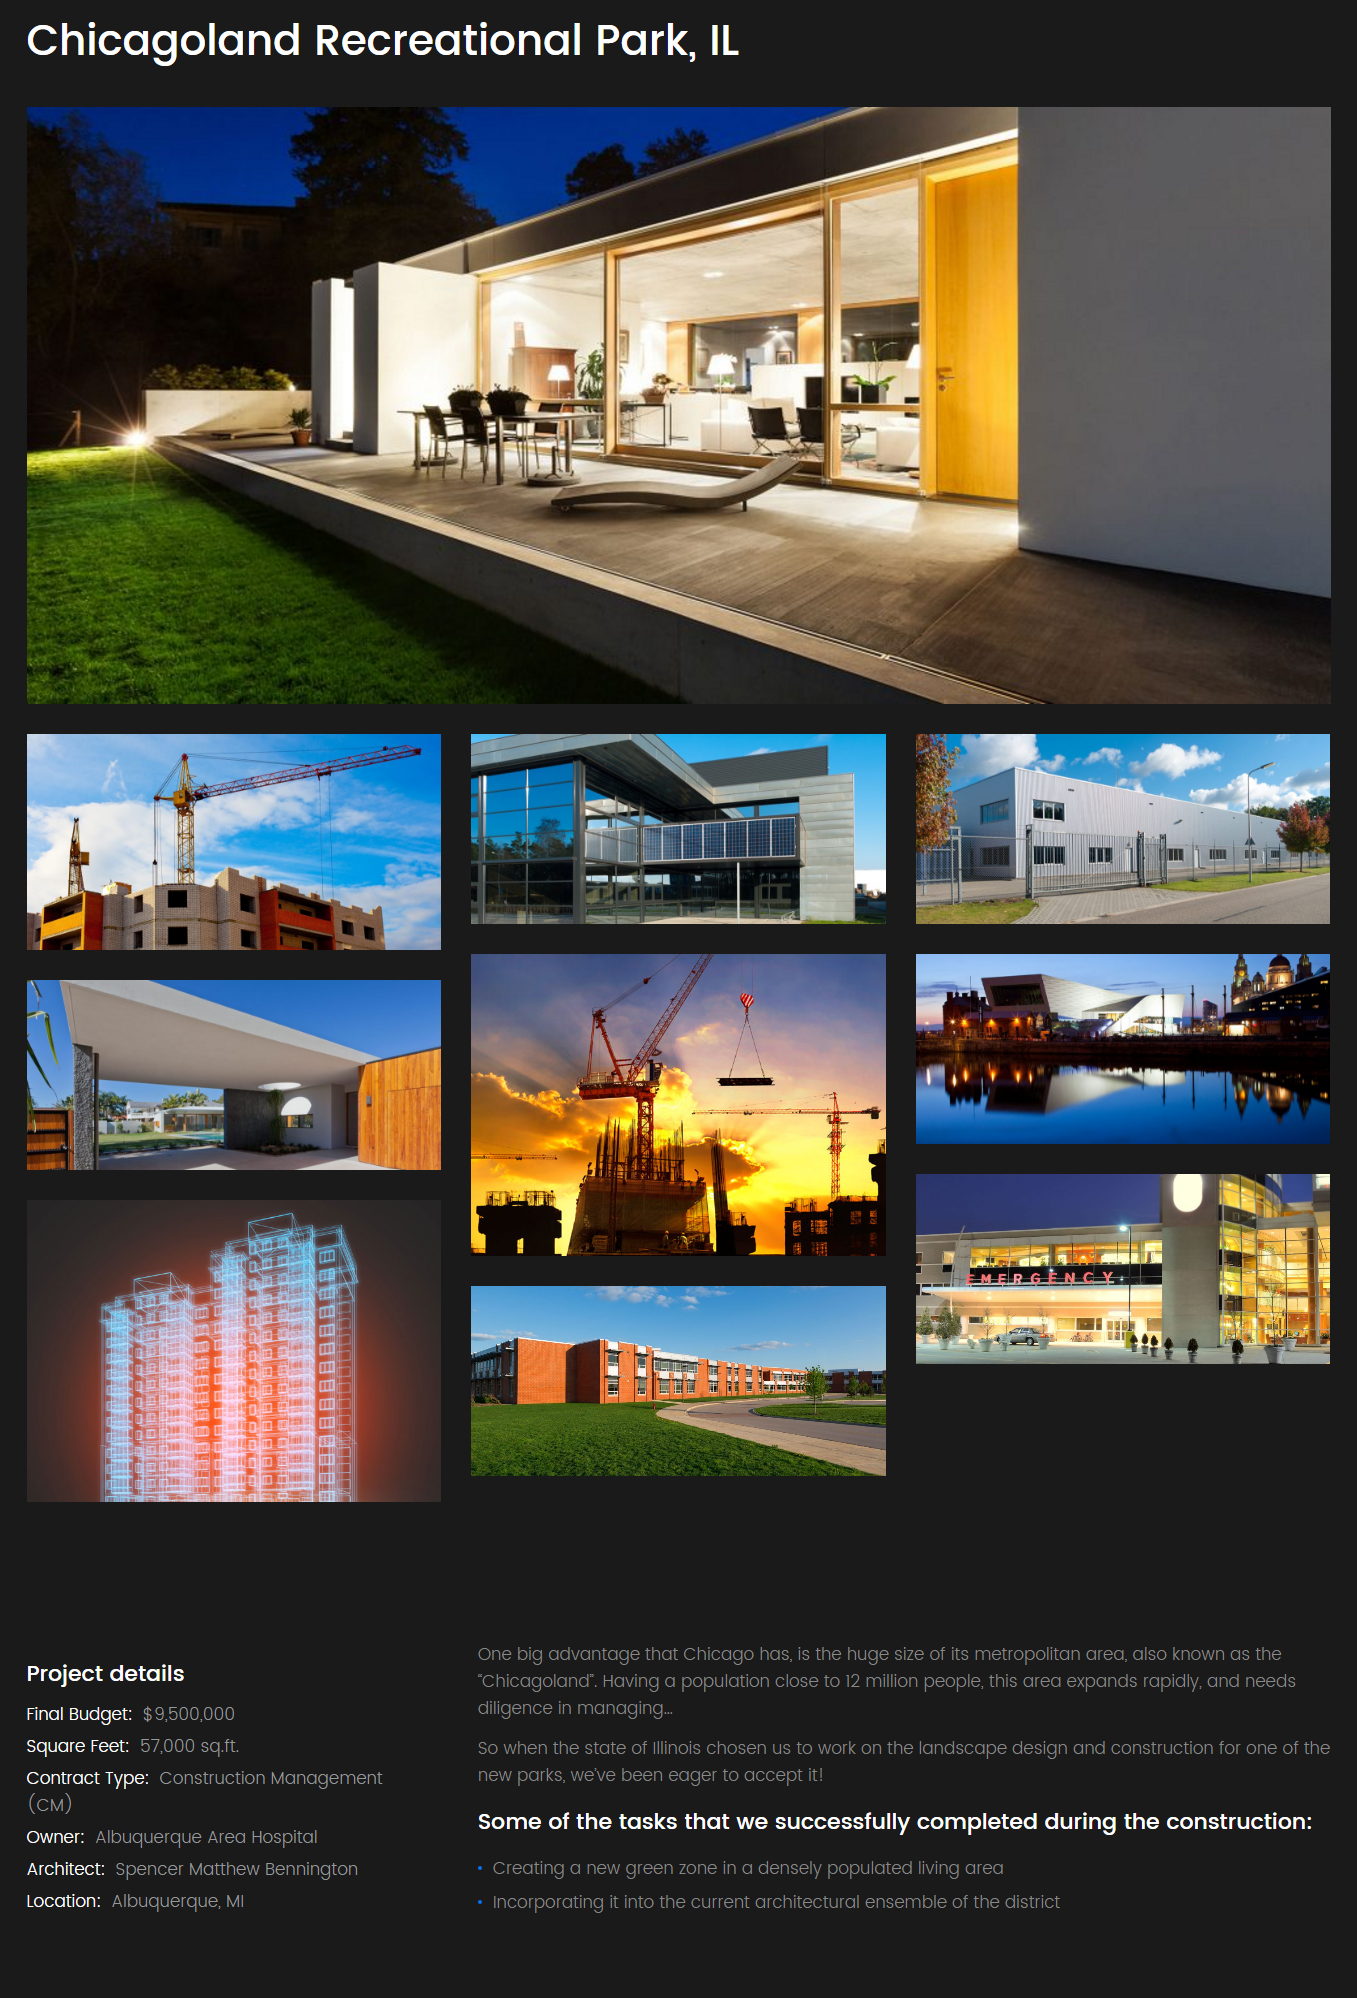 Chicagoland Recreational Park, IL
EMERGENCY
Project details
Final Budget: $9,500,000
Square Feet: 57,000 sq.ft.
Contract Type: Construction Management
(CM)
Owner: Albuquerque Area Hospital
Architect: Spencer Matthew Bennington
Location: Albuquerque, MI
One big advantage that Chicago has, is the huge size of its metropolitan area, also known as the
“Chicagoland”. Having a population close to 12 million people, this area expands rapidly, and needs
diligence in managing…
So when the state of Illinois chosen us to work on the landscape design and construction for one of the
new parks, we’ve been eager to accept it!
Some of the tasks that we successfully completed during the construction:
• Creating a new green zone in a densely populated living area
• Incorporating it into the current architectural ensemble of the district